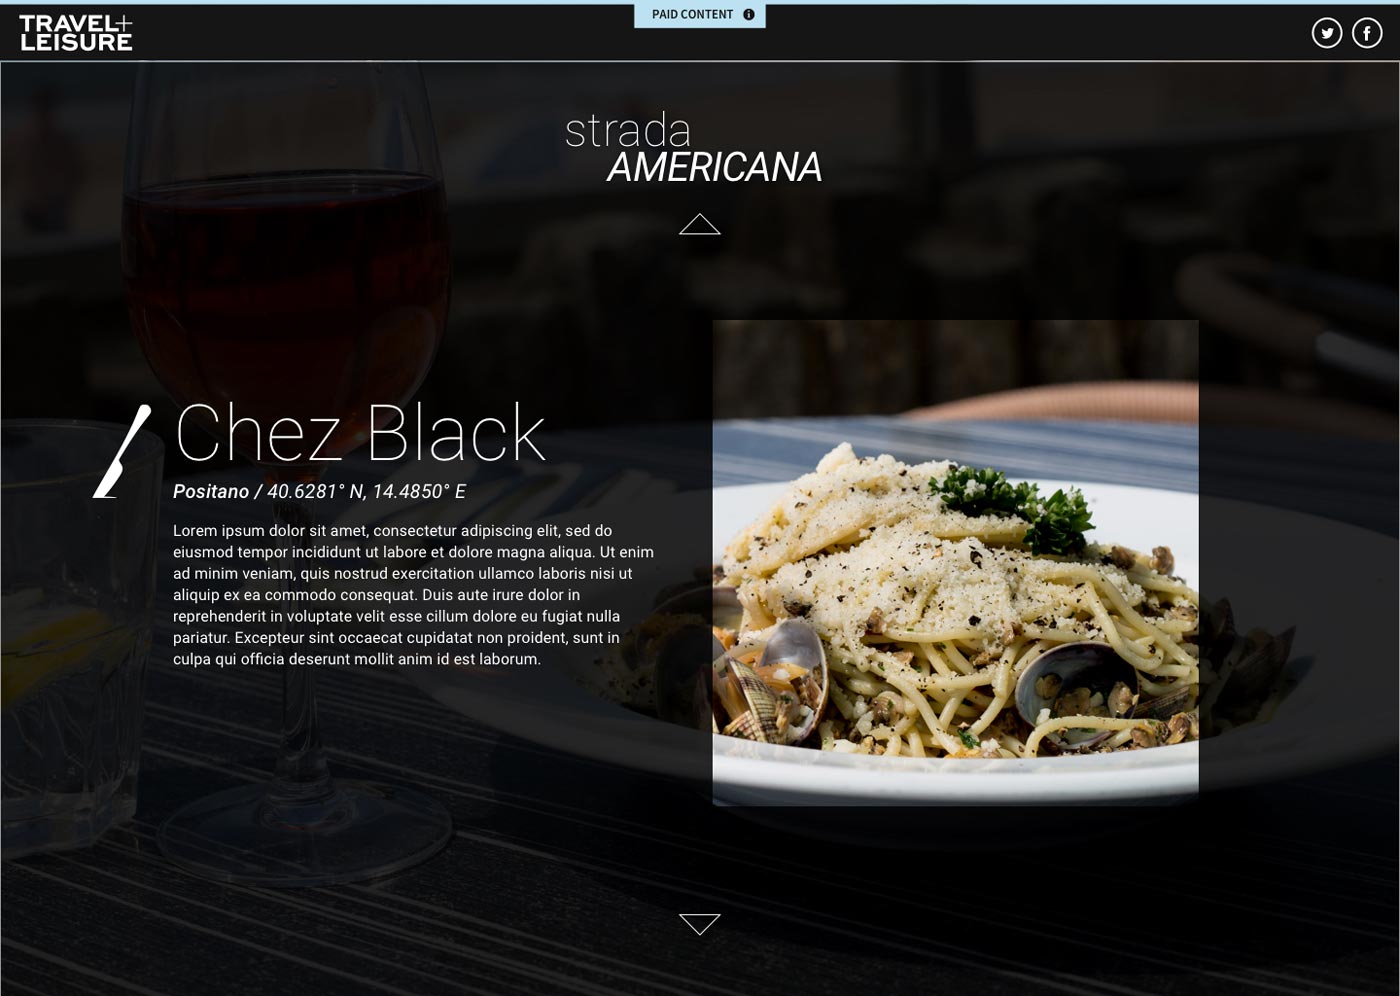 TRAVEL+
LEISURE
PAID CONTENT
strada
AMERICANA
Chez Black
Positano / 40.6281° N, 14.4850° E
Lorem ipsum dolor sit amet, consectetur adipiscing elit, sed do
eiusmod tempor incididunt ut labore et dolore magna aliqua. Ut enim
ad minim veniam, quis nostrud exercitation ullamco laboris nisi ut
aliquip ex ea commodo consequat. Duis aute irure dolor in
reprehenderit in voluptate velit esse cillum dolore eu fugiat nulla
pariatur. Excepteur sint occaecat cupidatat non proident, sunt in
culpa qui officia deserunt mollit anim id est laborum.